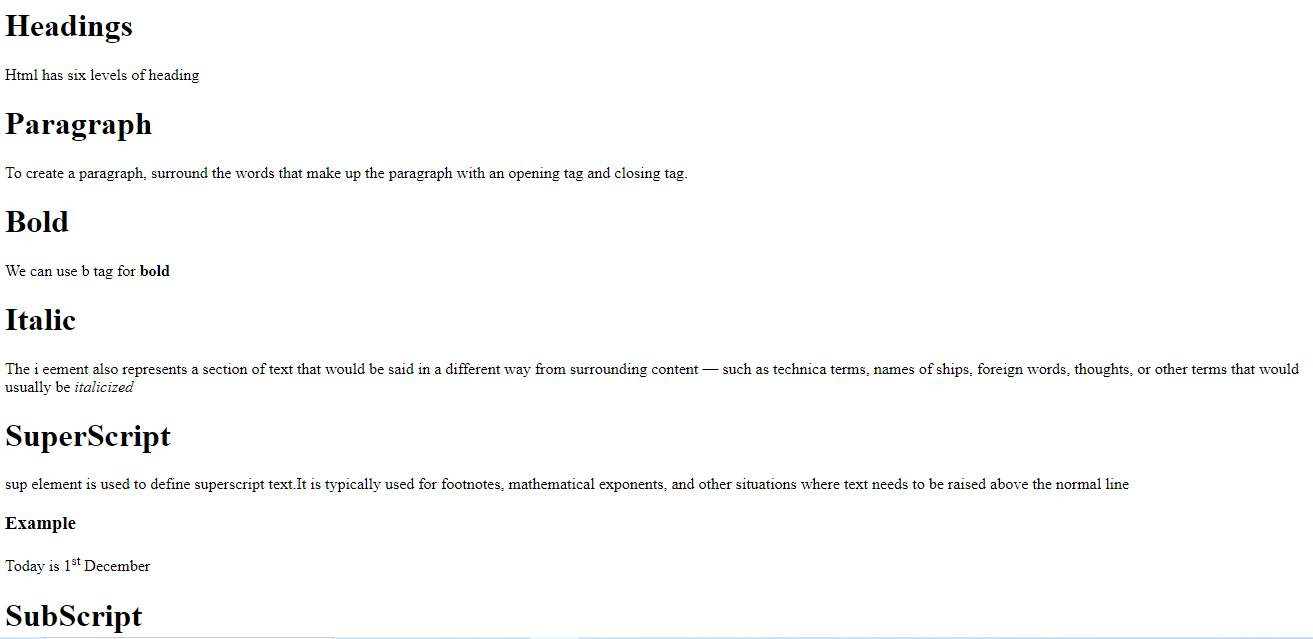 Headings
Html has six levels of heading
Paragraph
To create a paragraph, surround the words that make up the paragraph with an opening tag and closing tag.
Bold
We can use b tag for bold
Italic
The i eement also represents a section of text that would be said in a different way from surrounding content — such as technica terms, names of ships, foreign words, thoughts, or other terms that would
usually be italicized
SuperScript
sup element is used to define superscript text.It is typically used for footnotes, mathematical exponents, and other situations where text needs to be raised above the normal line
Example
Today is 1st December
SubScript